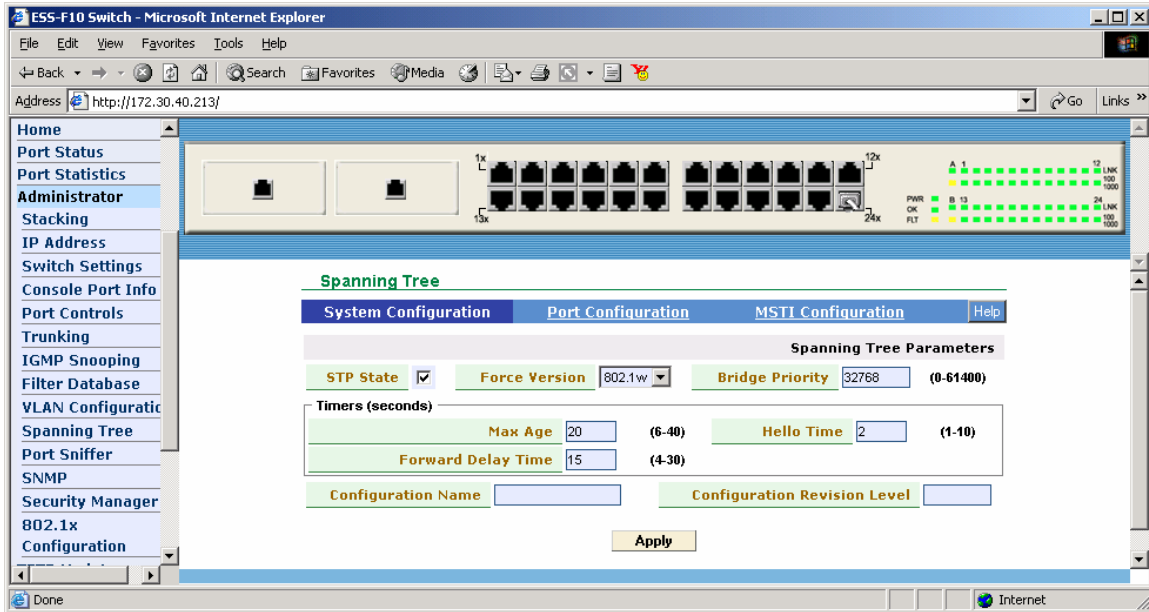 ESS-F10 Switch - Microsoft Internet Explorer
File Edit View Favorites Tools Help
Back Search Favorites Media
Address http://172.30.40.213/ Go Links »
Home
Port Status
Port Statistics
Administrator
Stacking
IP Address
Switch Settings
Console Port Info
Port Controls
Trunking
IGMP Snooping
Filter Database
VLAN Configuratio
Spanning Tree
Port Sniffer
SNMP
Security Manager
802.1x
Configuration
1x 12x
13x 24x
A 1 12 LNK
100
1000
PWR B 13 24 LNK
OK
FLT 100
1000
Spanning Tree
System Configuration Port Configuration MSTI Configuration Help
Spanning Tree Parameters
STP State Force Version 802.1w Bridge Priority 32768 (0-61400)
Timers (seconds)
Max Age 20 (6-40) Hello Time 2 (1-10)
Forward Delay Time 15 (4-30)
Configuration Name Configuration Revision Level
Apply
Done Internet